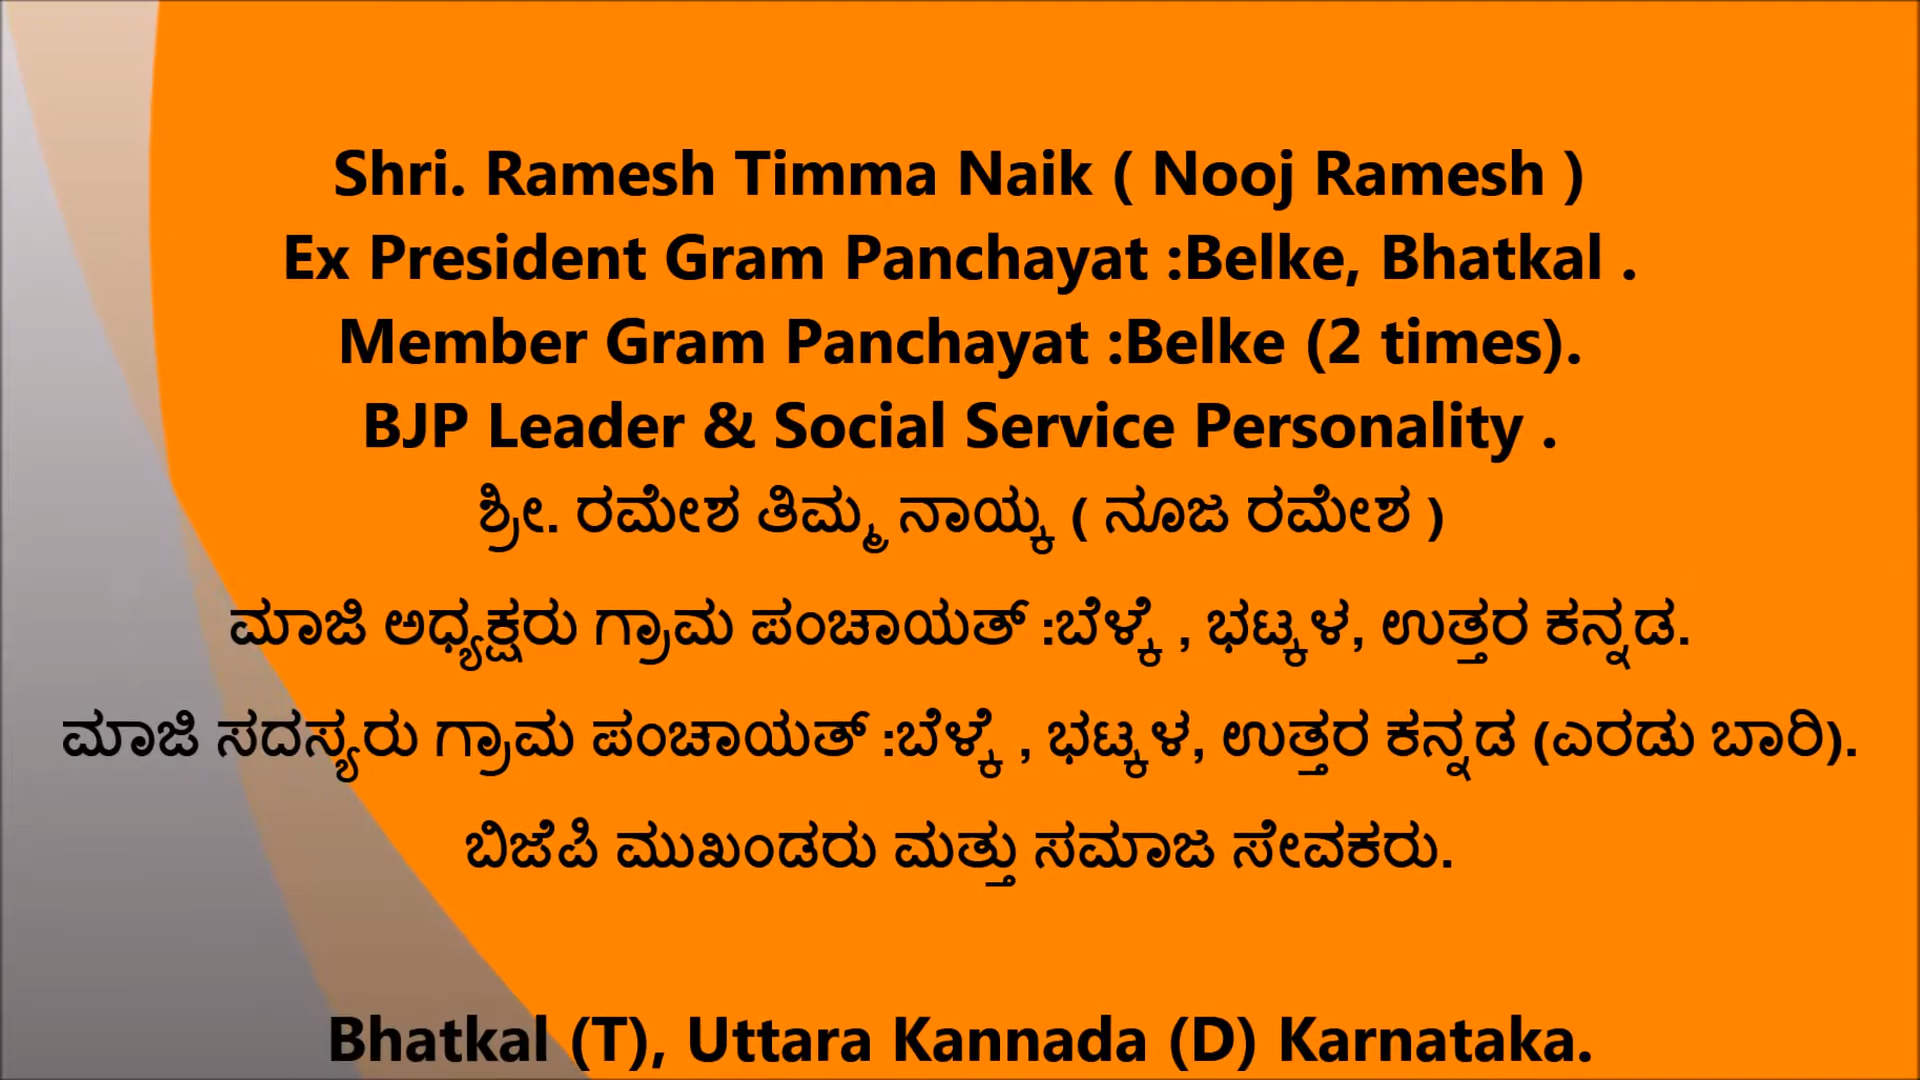 Shri. Ramesh Timma Naik ( Nooj Ramesh )
Ex President Gram Panchayat :Belke, Bhatkal .
Member Gram Panchayat :Belke (2 times).
BJP Leader & Social Service Personality .
ಶ್ರೀ. ರಮೇಶ ತಿಮ್ಮ ನಾಯ್ಕ ( ನೂಜ ರಮೇಶ )
ಮಾಜಿ ಅಧ್ಯಕ್ಷರು ಗ್ರಾಮ ಪಂಚಾಯತ್ :ಬೆಳ್ಕೆ , ಭಟ್ಕಳ, ಉತ್ತರ ಕನ್ನಡ.
ಮಾಜಿ ಸದಸ್ಯರು ಗ್ರಾಮ ಪಂಚಾಯತ್ :ಬೆಳ್ಕೆ , ಭಟ್ಕಳ, ಉತ್ತರ ಕನ್ನಡ (ಎರಡು ಬಾರಿ).
ಬಿಜೆಪಿ ಮುಖಂಡರು ಮತ್ತು ಸಮಾಜ ಸೇವಕರು.
Bhatkal (T), Uttara Kannada (D) Karnataka.